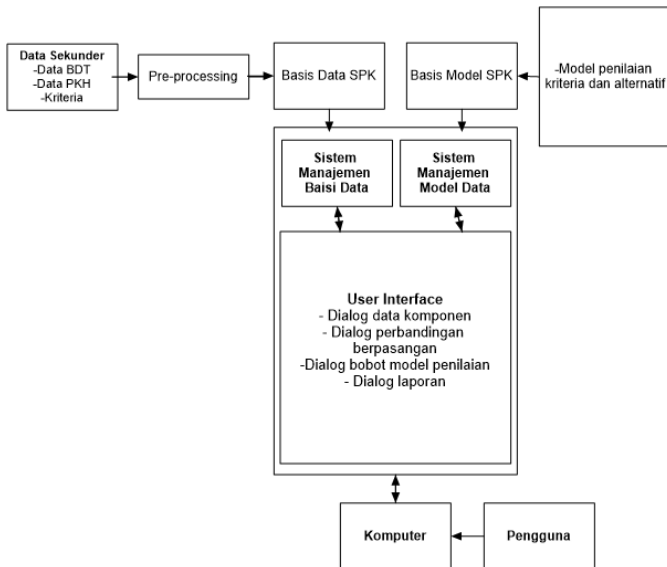 Data Sekunder
-Data BDT
-Data PKH
-Kriteria
Pre-processing
Basis Data SPK
Basis Model SPK
-Model penilaian
kriteria dan alternatif
Sistem
Manajemen
Baisi Data
Sistem
Manajemen
Model Data
User Interface
- Dialog data komponen
- Dialog perbandingan
berpasangan
-Dialog bobot model penilaian
- Dialog laporan
Komputer
Pengguna